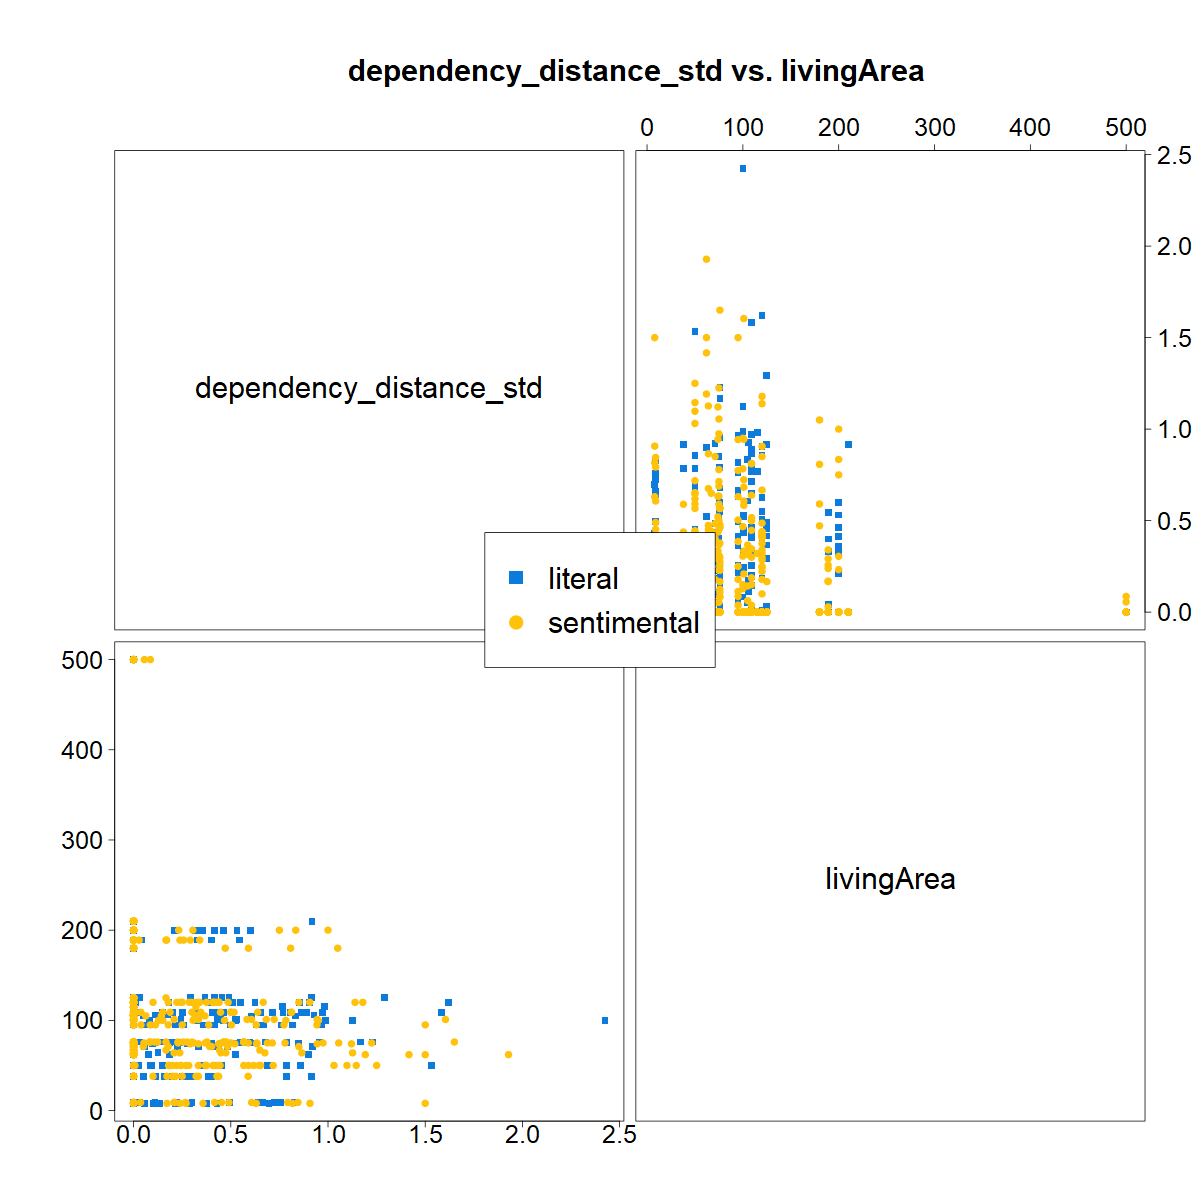 dependency_distance_std vs. livingArea
0 100 200 300 400 500
dependency_distance_std
2.5
2.0
1.5
1.0
0.5
0.0
literal
sentimental
500
400
300
200
100
0
livingArea
0.0 0.5 1.0 1.5 2.0 2.5